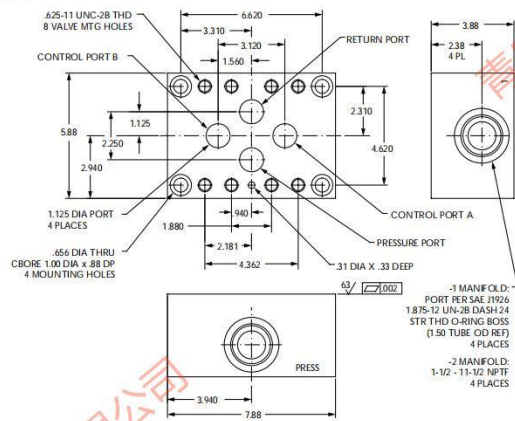 .625-11 UNC-2B THD
8 VALVE MTG HOLES
6.620
3.310
3.120
1.560
RETURN PORT
CONTROL PORT B
3.88
2.38
4 PL
5.88
1.125
2.250
2.940
2.310
4.620
1.125 DIA PORT
4 PLACES
.940
1.880
2.181
4.362
CONTROL PORT A
PRESSURE PORT
.656 DIA THRU
CBORE 1.00 DIA x .88 DP
4 MOUNTING HOLES
.31 DIA X .33 DEEP
63
.002
-1 MANIFOLD:
PORT PER SAE J1926
1.875-12 UN-2B DASH 24
STR THD O-RING BOSS
(1.50 TUBE OD REF)
4 PLACES
-2 MANIFOLD:
1-1/2 - 11-1/2 NPTF
4 PLACES
PRESS
3.940
7.88
公司